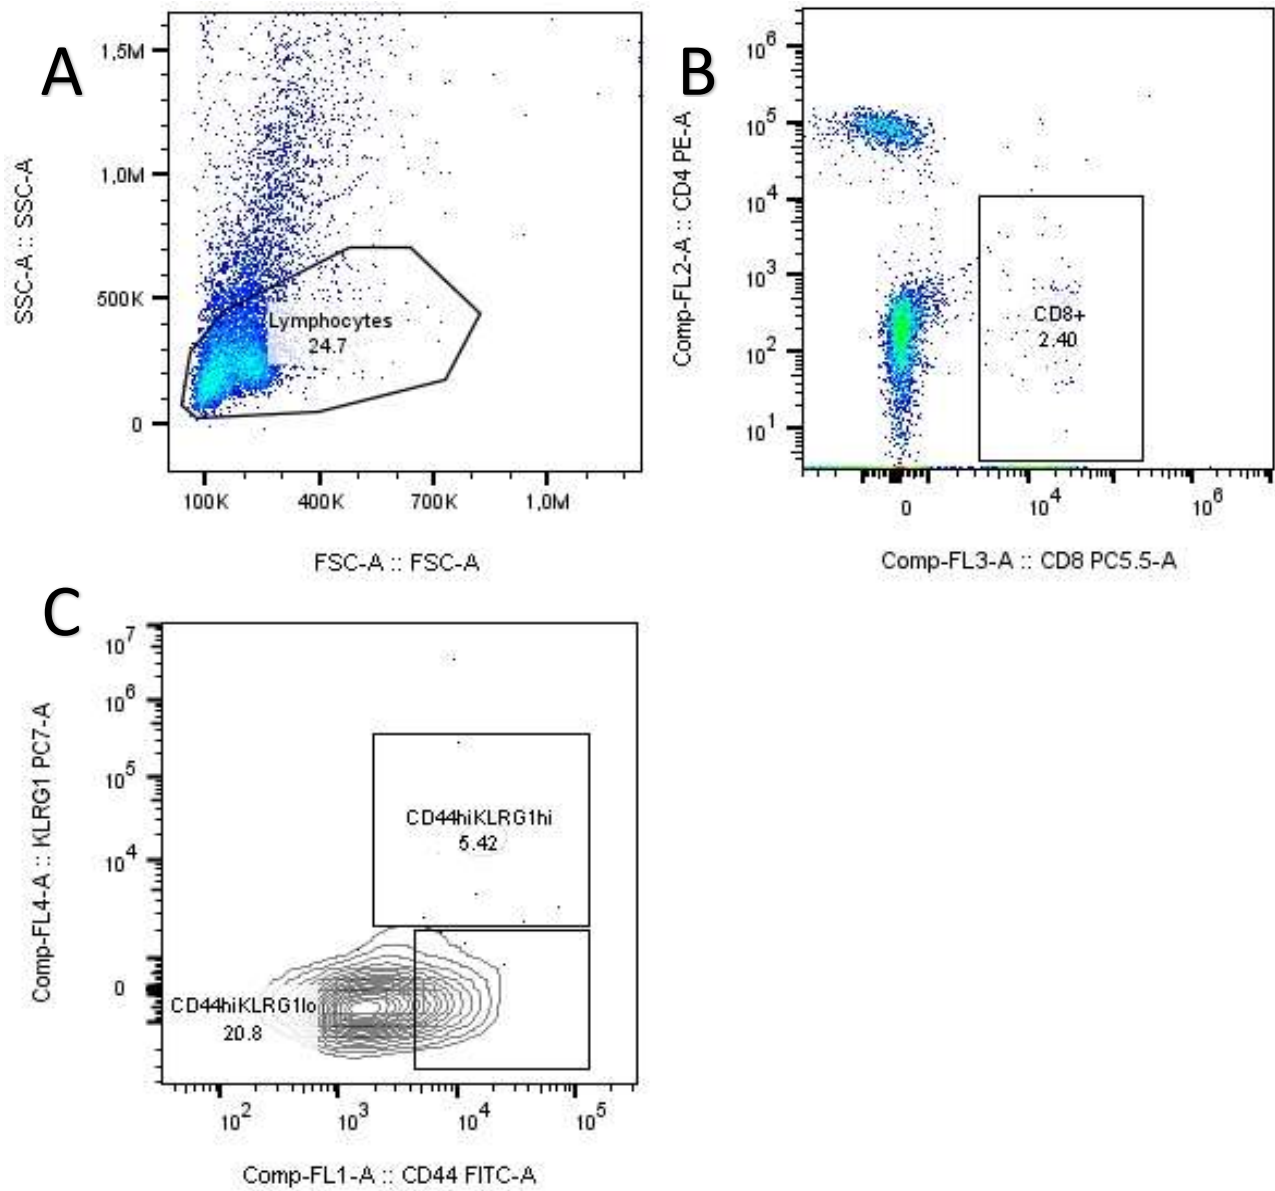 A
SSC-A :: SSC-A
1,5M
1,0M
500K
0
Lymphocytes
24.7
100K
400K
700K
1,0M
FSC-A :: FSC-A
B
Comp-FL2-A :: CD4 PE-A
10^6
10^5
10^4
10^3
10^2
10^1
CD8+
2.40
0
10^4
10^6
Comp-FL3-A :: CD8 PC5.5-A
C
Comp-FL4-A :: KLRG1 PC7-A
10^7
10^6
10^5
10^4
0
CD44hiKLRG1hi
5.42
CD44hiKLRG1lo
20.8
10^2
10^3
10^4
10^5
Comp-FL1-A :: CD44 FITC-A